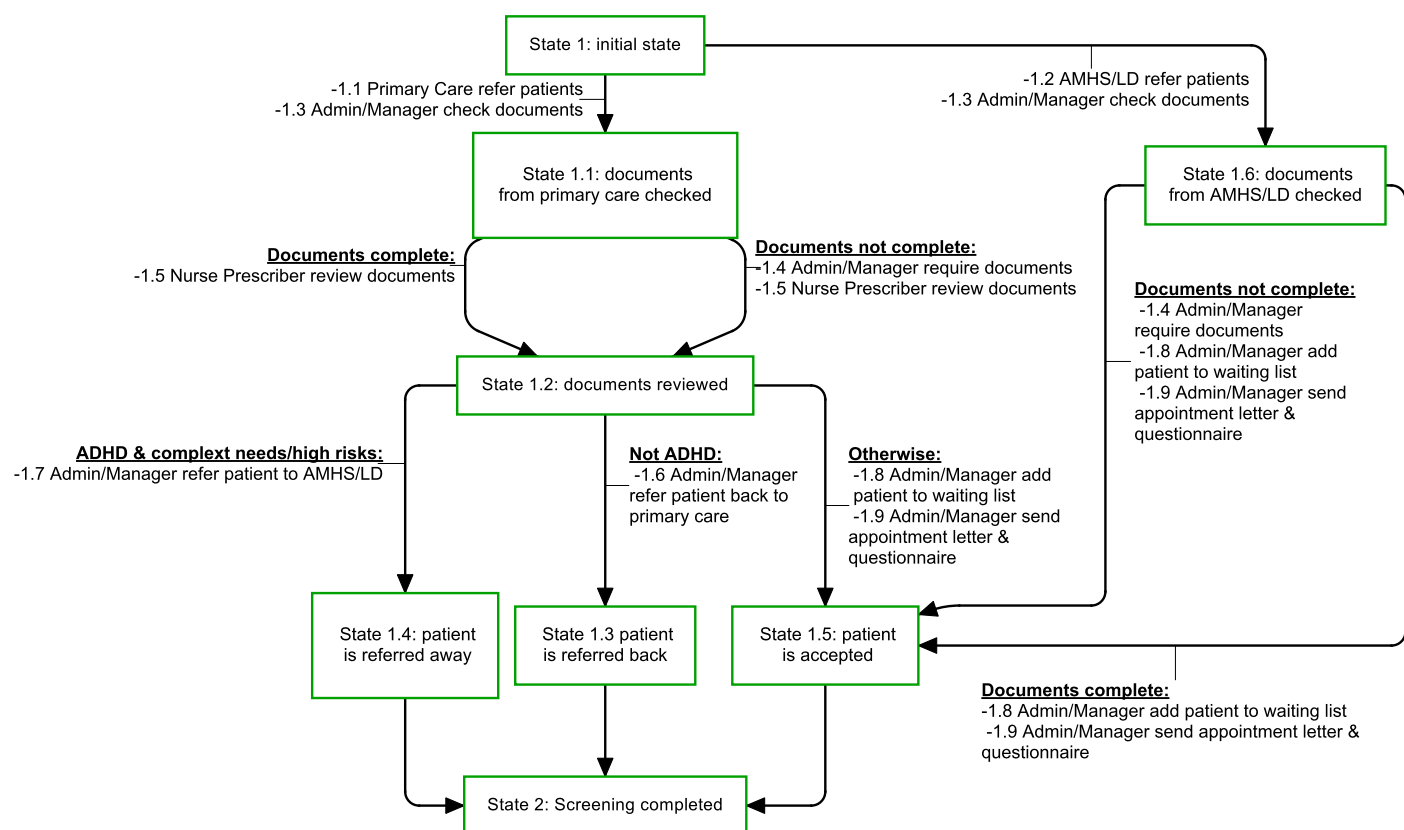 State 1: initial state
-1.1 Primary Care refer patients
-1.3 Admin/Manager check documents
-1.2 AMHS/LD refer patients
-1.3 Admin/Manager check documents
State 1.1: documents
from primary care checked
State 1.6: documents
from AMHS/LD checked
Documents complete:
-1.5 Nurse Prescriber review documents
Documents not complete:
-1.4 Admin/Manager require documents
-1.5 Nurse Prescriber review documents
Documents not complete:
-1.4 Admin/Manager
require documents
-1.8 Admin/Manager add
patient to waiting list
-1.9 Admin/Manager send
appointment letter &
questionnaire
State 1.2: documents reviewed
ADHD & complext needs/high risks:
-1.7 Admin/Manager refer patient to AMHS/LD
Not ADHD:
-1.6 Admin/Manager
refer patient back to
primary care
Otherwise:
-1.8 Admin/Manager add
patient to waiting list
-1.9 Admin/Manager send
appointment letter &
questionnaire
State 1.4: patient
is referred away
State 1.3 patient
is referred back
State 1.5: patient
is accepted
Documents complete:
-1.8 Admin/Manager add patient to waiting list
-1.9 Admin/Manager send appointment letter &
questionnaire
State 2: Screening completed